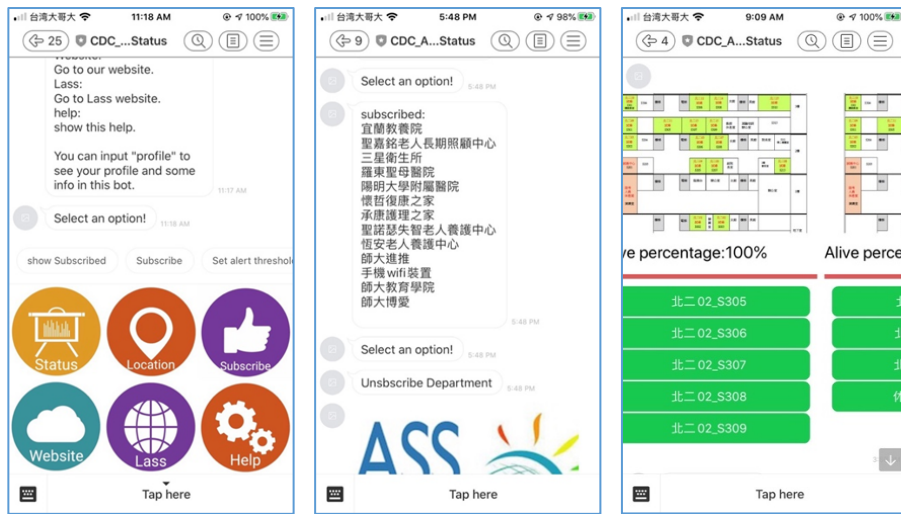 台湾大哥大 11:18 AM 100%
25 CDC_...Status
Website:
Go to our website.
Lass:
Go to Lass website.
help:
show this help.
You can input "profile" to
see your profile and some
info in this bot.
11:17 AM
Select an option!
11:18 AM
show Subscribed Subscribe Set alert threshol
Status Location Subscribe
Website Lass Help
Tap here
台湾大哥大 5:48 PM 98%
9 CDC_A...Status
Select an option!
5:48 PM
subscribed:
宜蘭教養院
聖嘉銘老人長期照顧中心
三星衛生所
羅東聖母醫院
陽明大學附屬醫院
懷哲復康之家
承康護理之家
聖諾瑟失智老人養護中心
恆安老人養護中心
師大進推
手機wifi裝置
師大教育學院
師大博愛
5:48 PM
Select an option!
5:48 PM
Unsbscribe Department
5:48 PM
ASS
Tap here
台湾大哥大 9:09 AM 100%
4 CDC_A...Status
ve percentage:100% Alive perce
北二 02_S305
北二 02_S306
北二 02_S307
北二 02_S308
北二 02_S309
Tap here